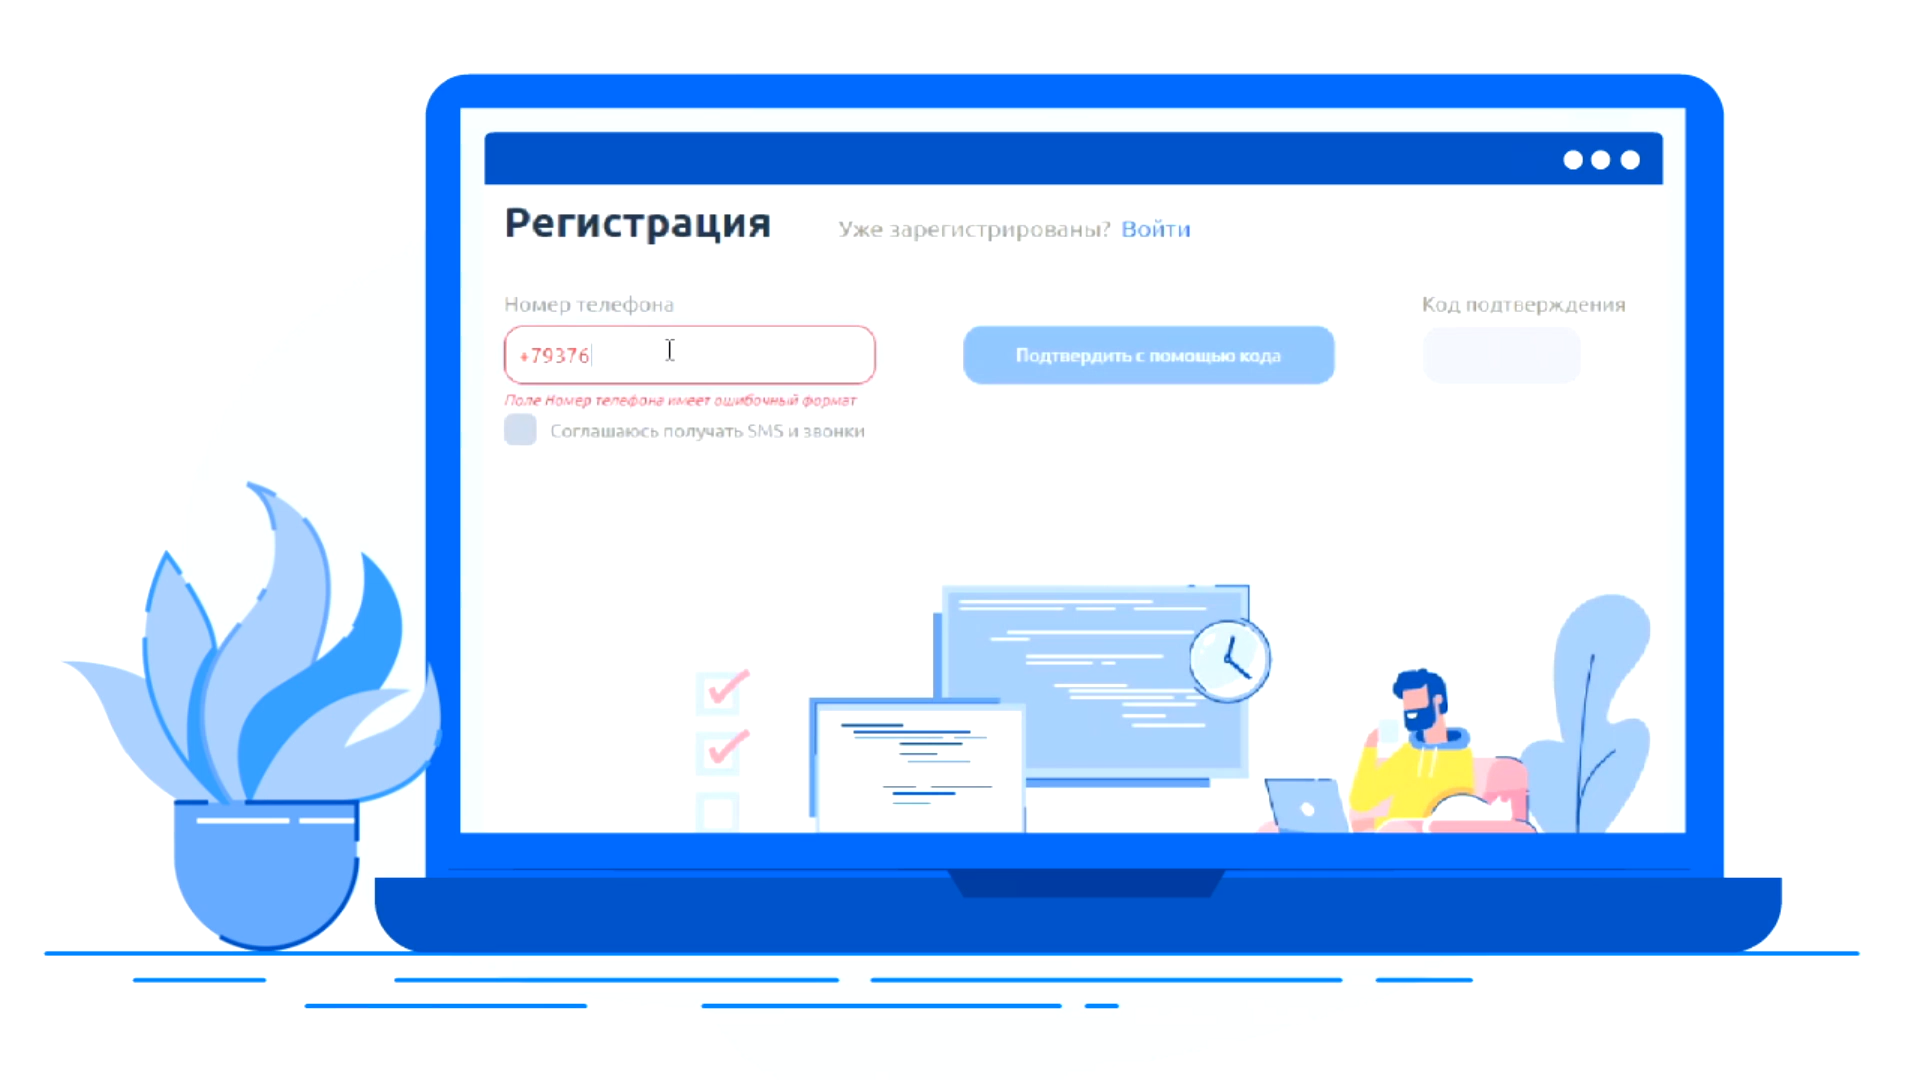 Регистрация
Уже зарегистрированы? Войти
Номер телефона
Код подтверждения
+79376
Подтвердить с помощью кода
Поле Номер телефона имеет ошибочный формат
Соглашаюсь получать SMS и звонки